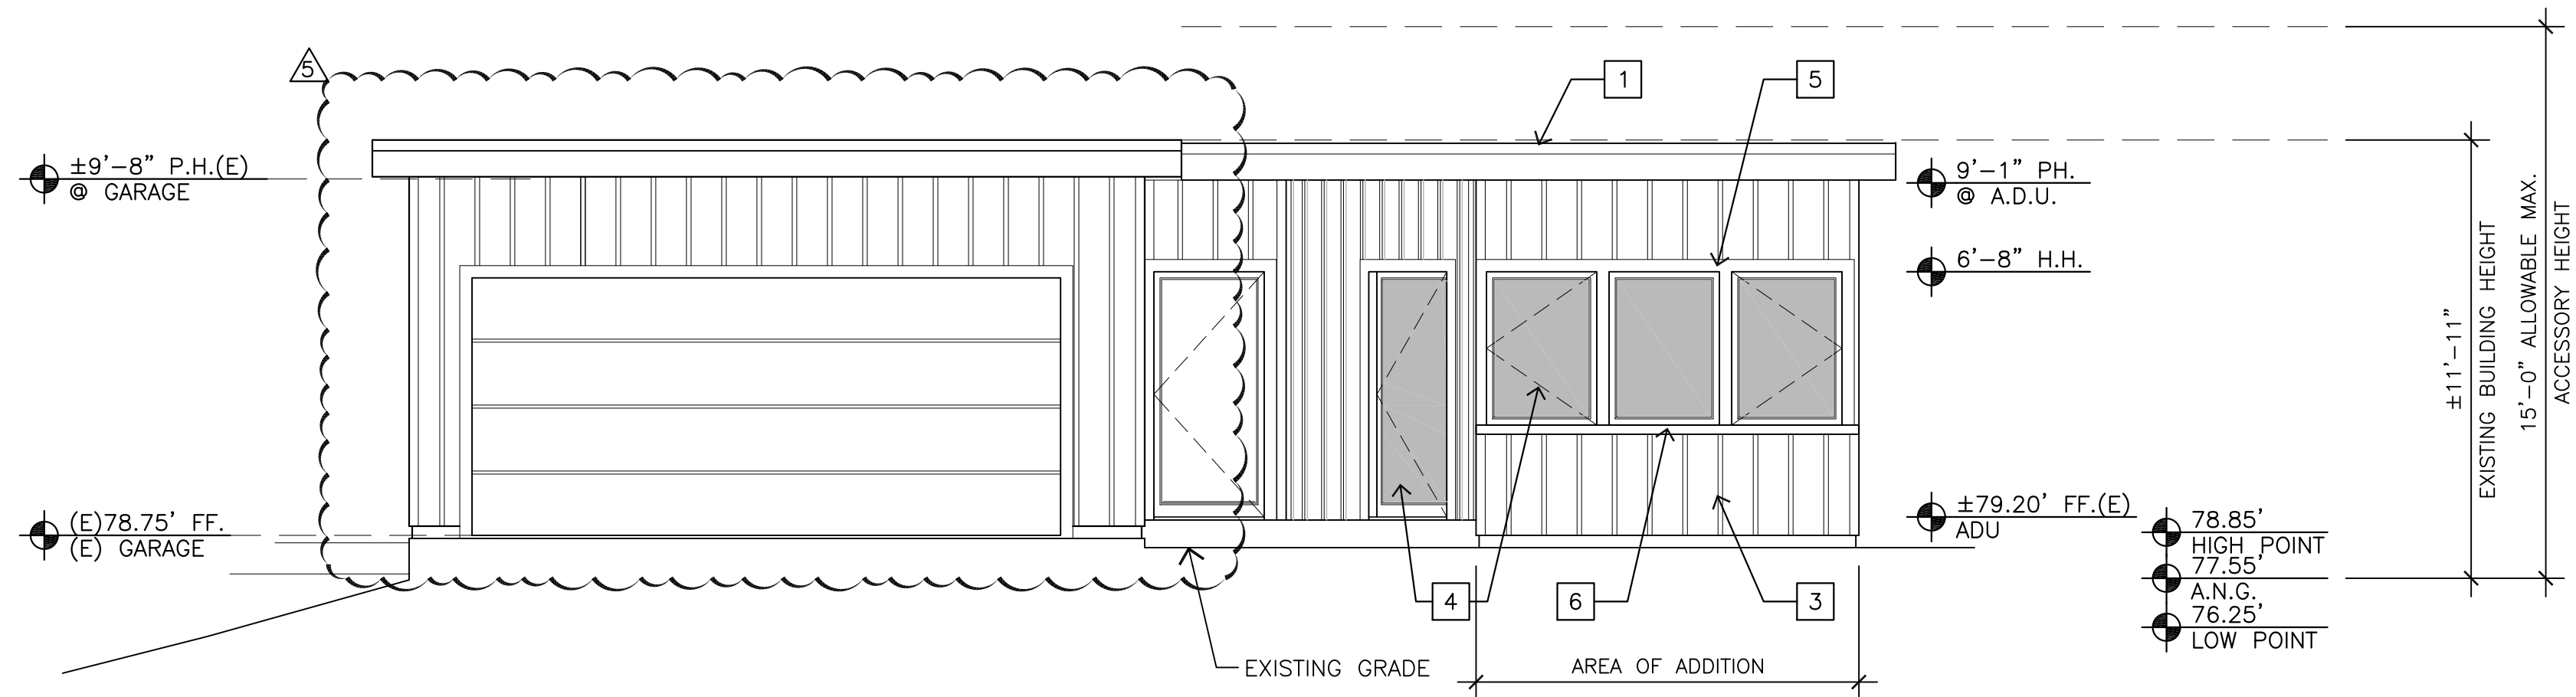 5
1
5
±9'-8" P.H.(E)
@ GARAGE
9'-1" PH.
@ A.D.U.
6'-8" H.H.
±11'-11"
EXISTING BUILDING HEIGHT
15'-0" ALLOWABLE MAX.
ACCESSORY HEIGHT
(E)78.75' FF.
(E) GARAGE
±79.20' FF.(E)
ADU
78.85'
HIGH POINT
77.55'
A.N.G.
76.25'
LOW POINT
4
6
3
EXISTING GRADE
AREA OF ADDITION